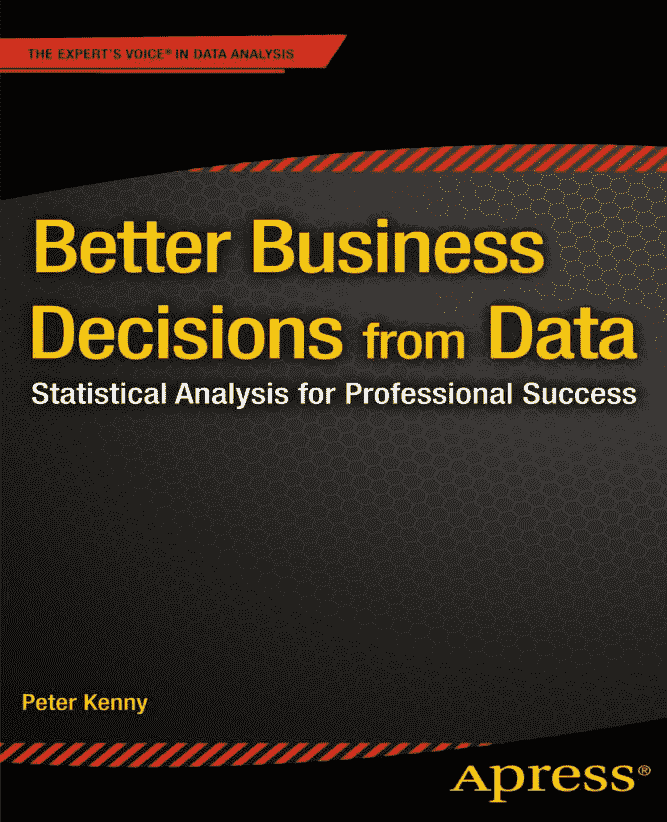 THE EXPERT'S VOICE® IN DATA ANALYSIS
Better Business
Decisions from Data
Statistical Analysis for Professional Success
Peter Kenny
Apress®